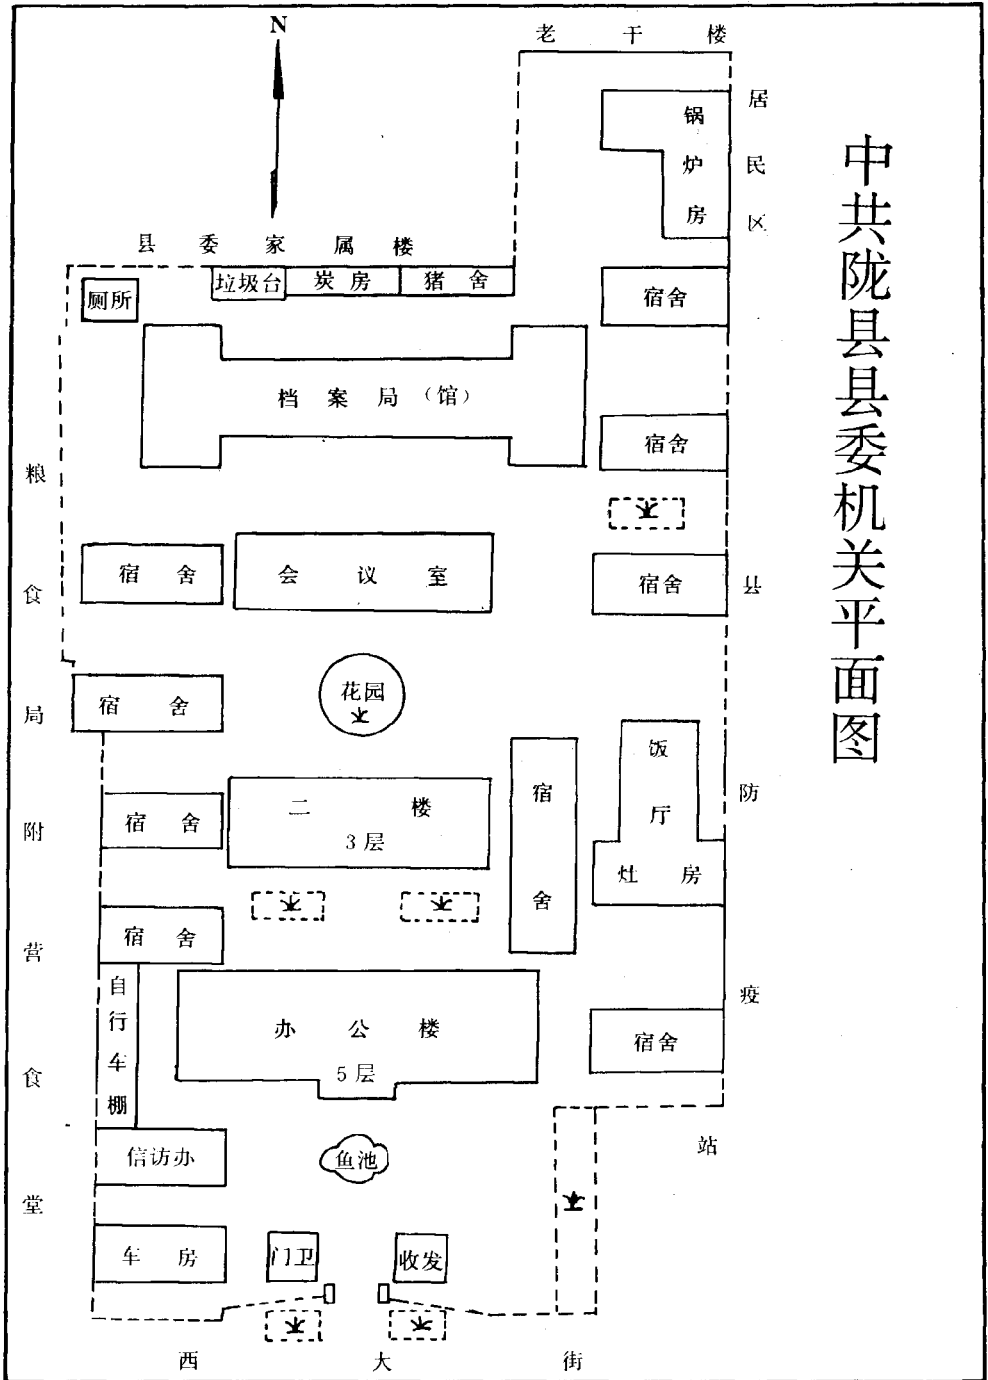 中共陇县县委机关平面图
N
老干楼
居民区
锅炉房
县委家属楼
垃圾台
炭房
猪舍
厕所
宿舍
档案局(馆)
宿舍
宿舍
会议室
宿舍
县防疫站
粮食局附营食堂
宿舍
花园
宿舍
二楼
3层
宿舍
饭厅
灶房
宿舍
自行车棚
办公楼
5层
宿舍
信访办
鱼池
车房
门卫
收发
西大街